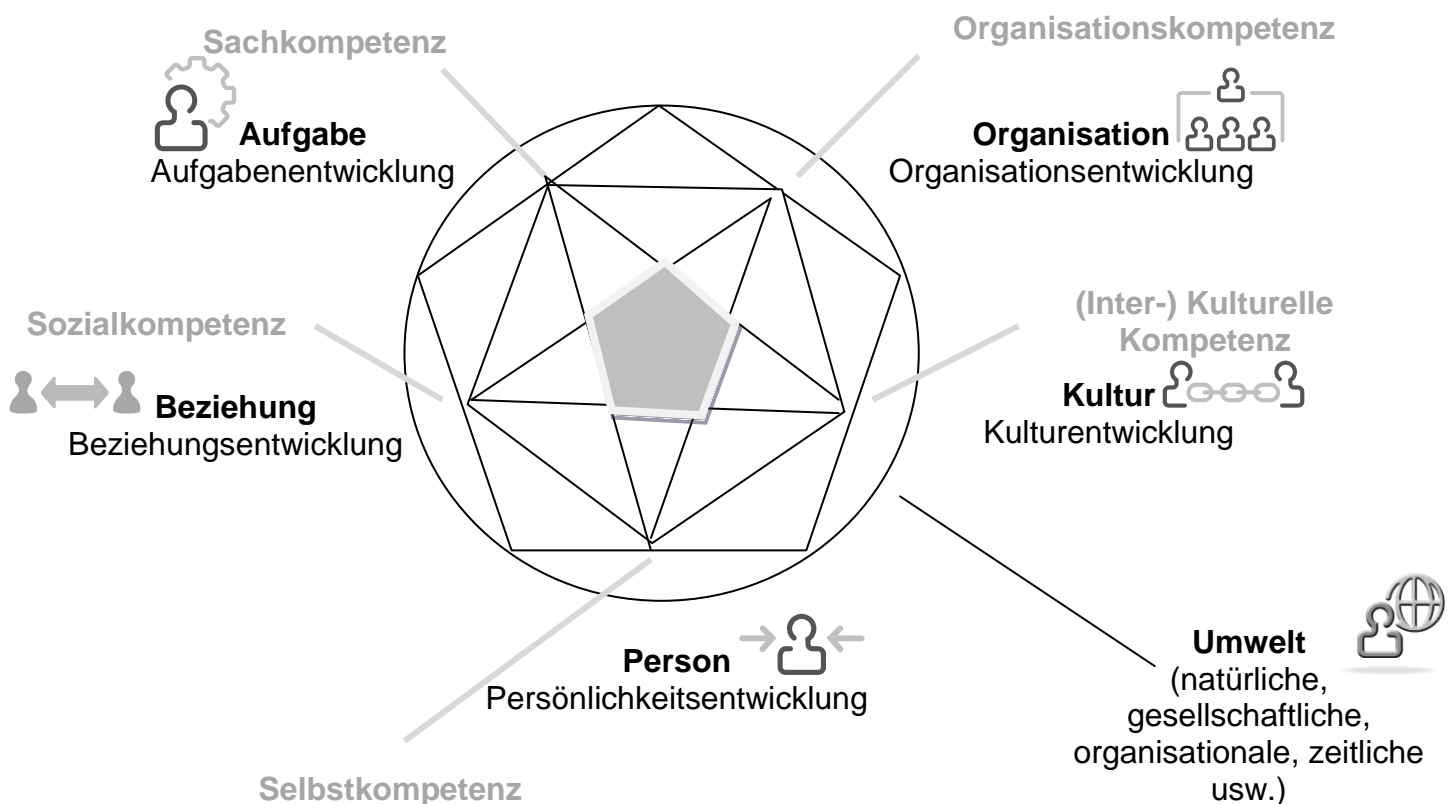 Sachkompetenz
Aufgabe
Aufgabenentwicklung
Organisationskompetenz
Organisation
Organisationsentwicklung
Sozialkompetenz
Beziehung
Beziehungsentwicklung
(Inter-) Kulturelle
Kompetenz
Kultur
Kulturentwicklung
Person
Persönlichkeitsentwicklung
Selbstkompetenz
Umwelt
(natürliche,
gesellschaftliche,
organisationale, zeitliche
usw.)